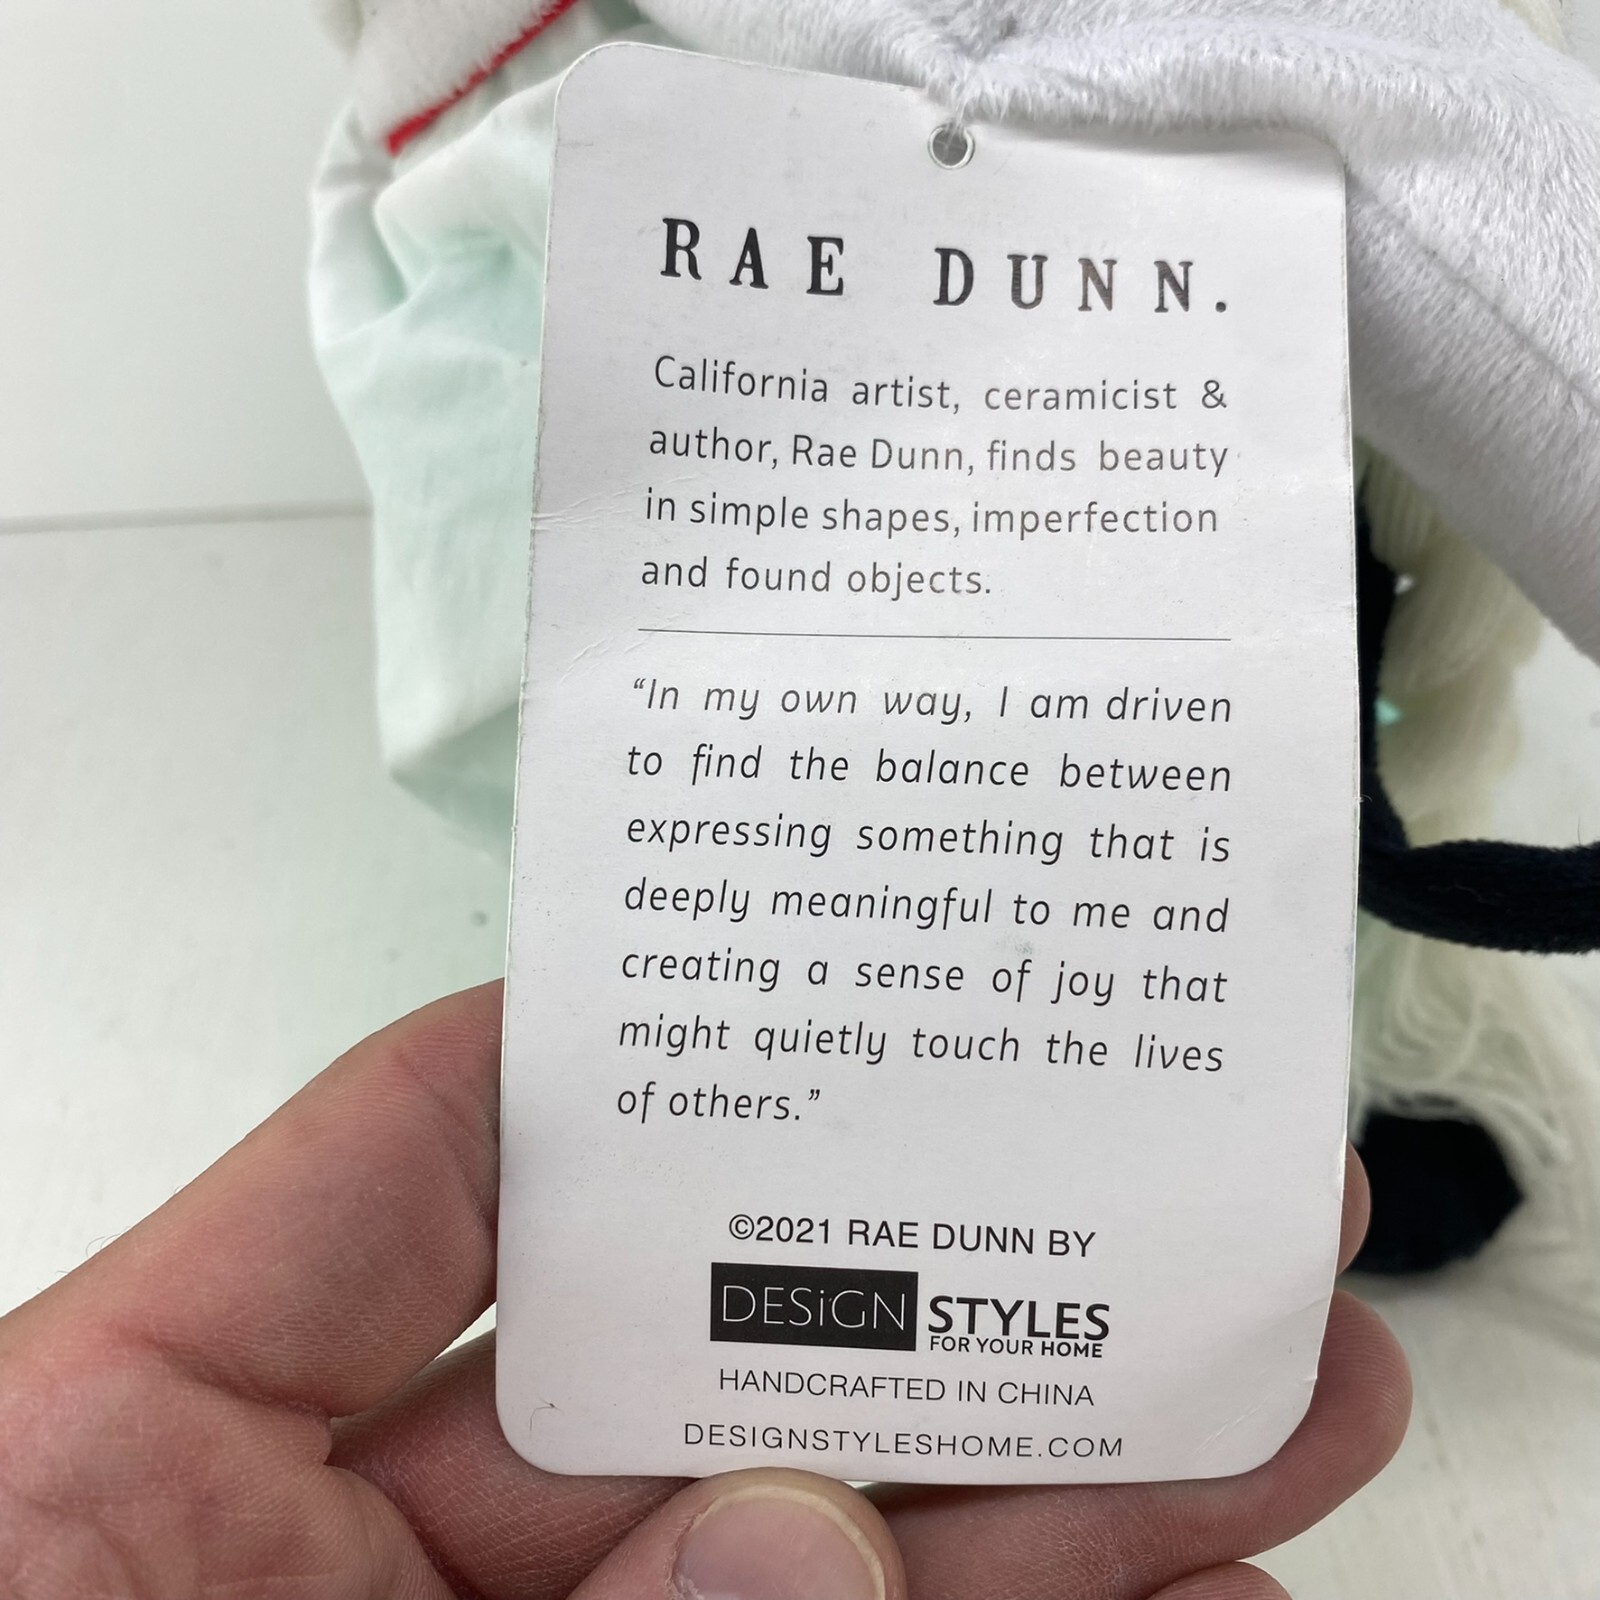 RAE DUNN.
California artist, ceramicist &
author, Rae Dunn, finds beauty
in simple shapes, imperfection
and found objects.
“In my own way, I am driven
to find the balance between
expressing something that is
deeply meaningful to me and
creating a sense of joy that
might quietly touch the lives
of others.”
©2021 RAE DUNN BY
DESiGN STYLES
FOR YOUR HOME
HANDCRAFTED IN CHINA
DESIGNSTYLESHOME.COM